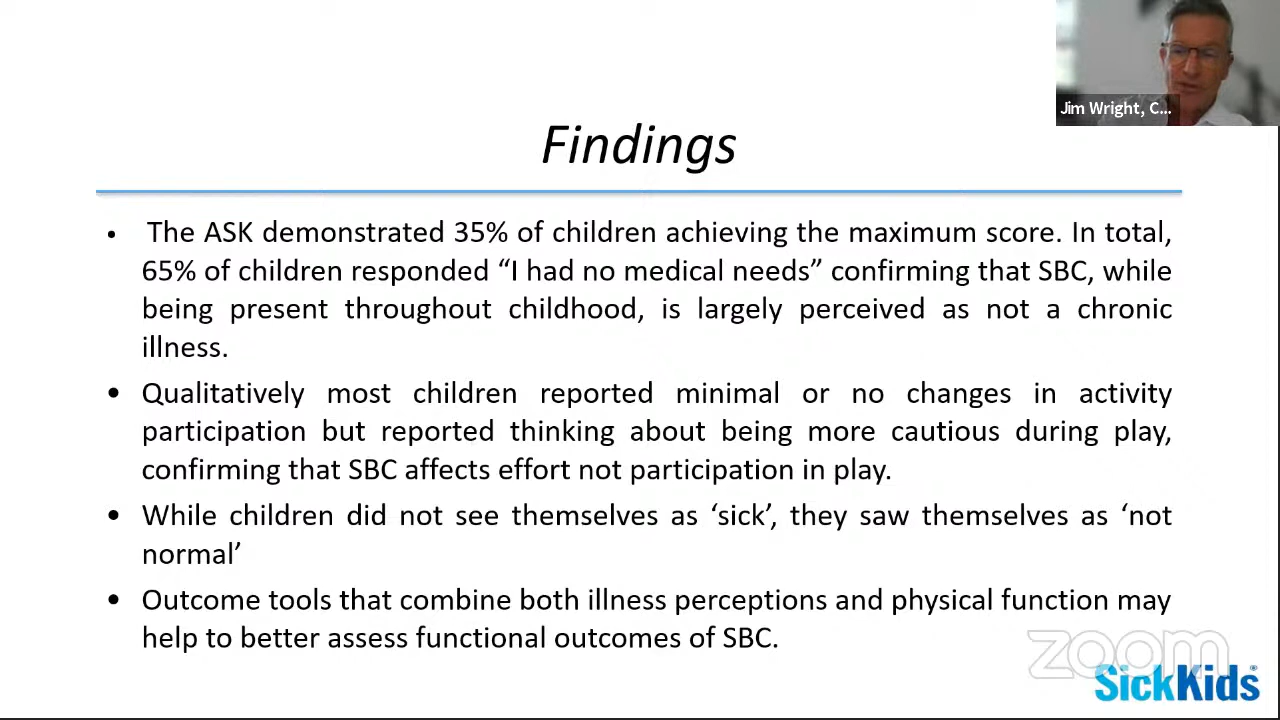 Jim Wright, C...
Findings
• The ASK demonstrated 35% of children achieving the maximum score. In total,
65% of children responded “I had no medical needs” confirming that SBC, while
being present throughout childhood, is largely perceived as not a chronic
illness.
• Qualitatively most children reported minimal or no changes in activity
participation but reported thinking about being more cautious during play,
confirming that SBC affects effort not participation in play.
• While children did not see themselves as ‘sick’, they saw themselves as ‘not
normal’
• Outcome tools that combine both illness perceptions and physical function may
help to better assess functional outcomes of SBC.
zoom
SickKids®